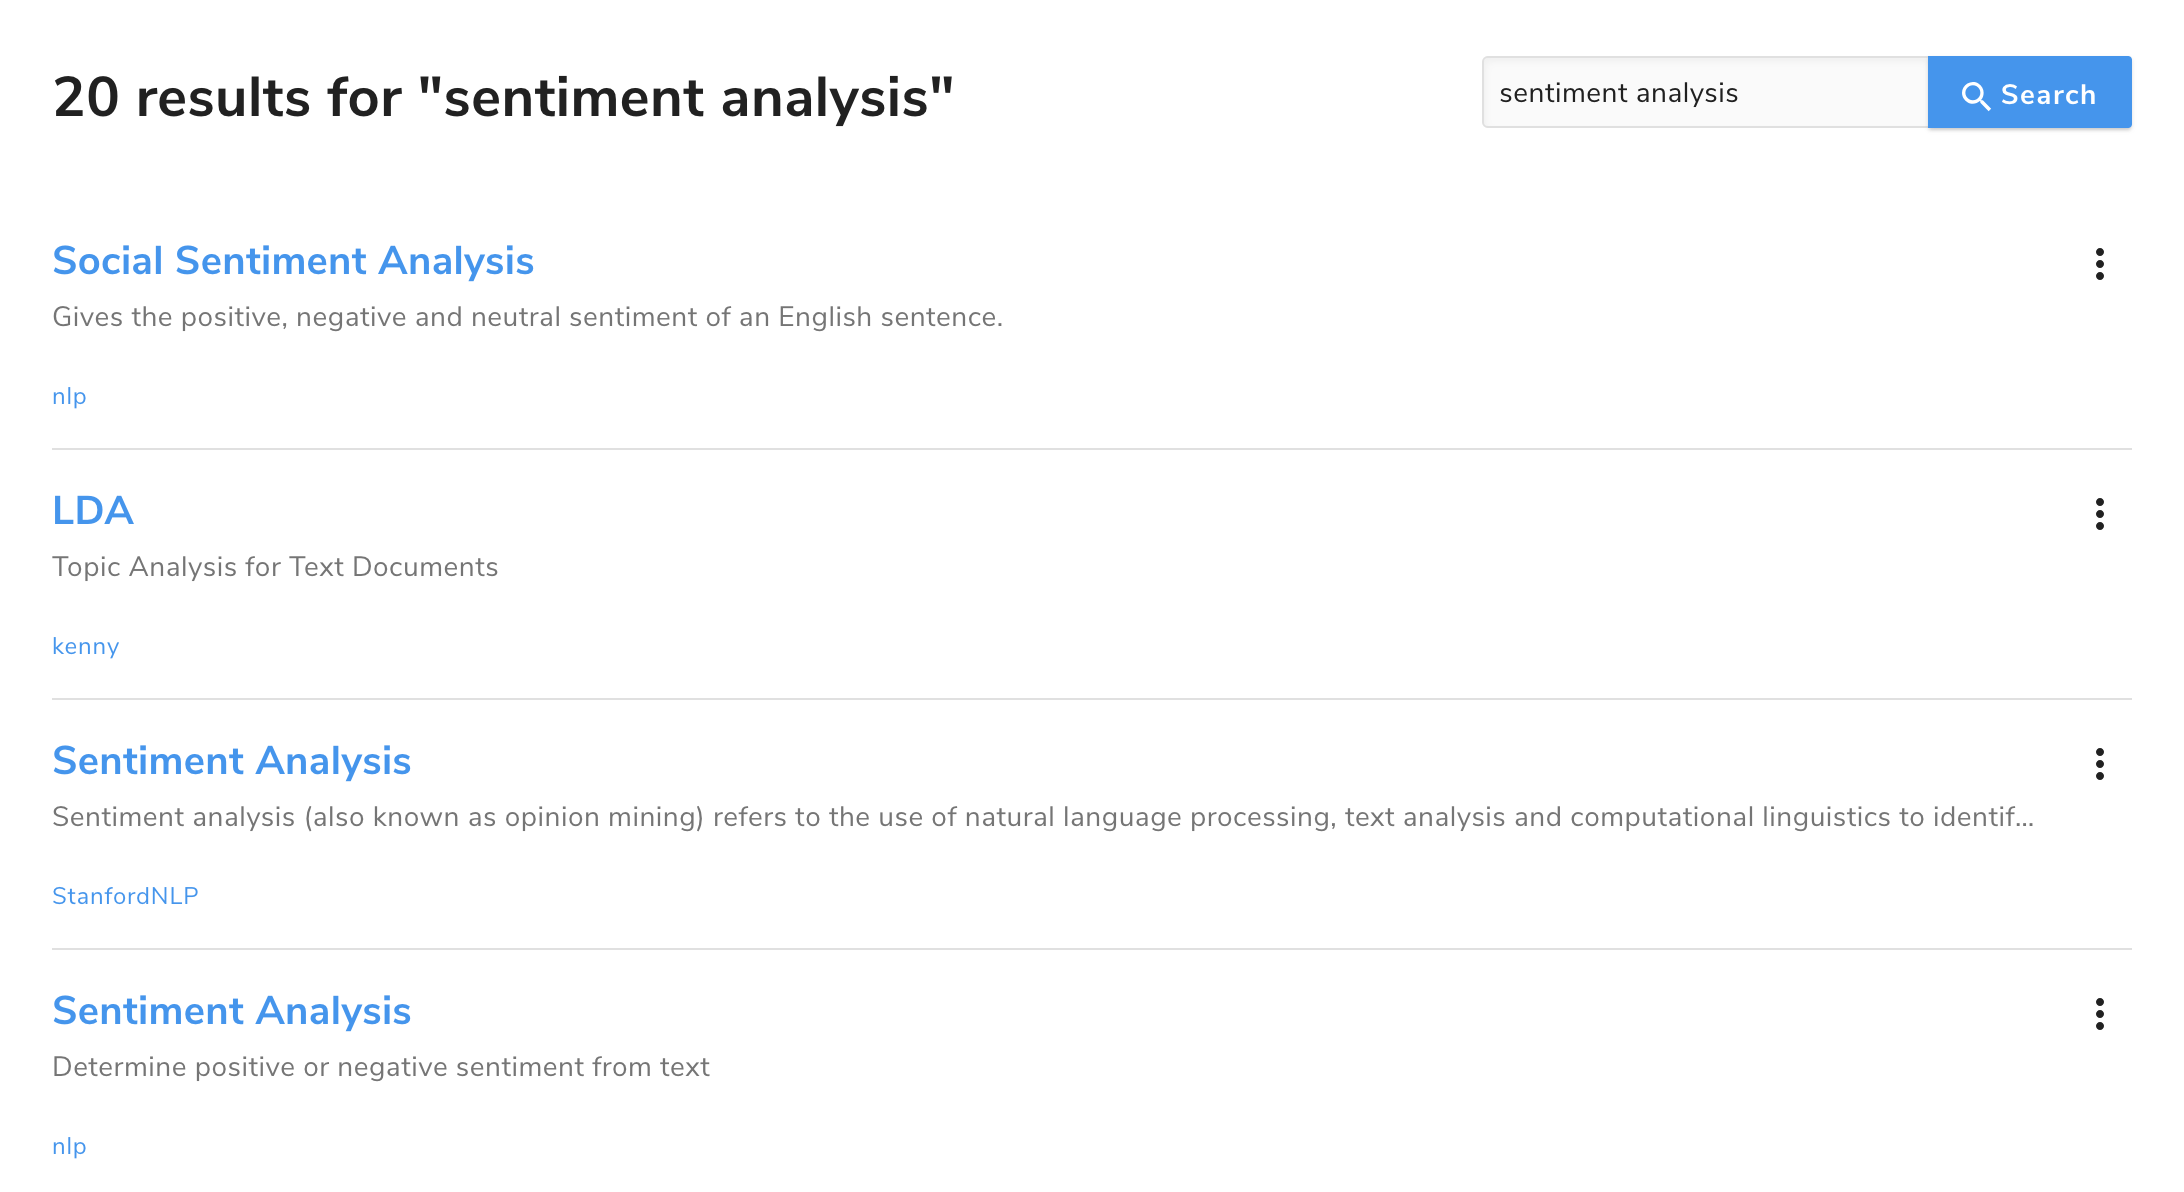 20 results for "sentiment analysis"
sentiment analysis
Search
Social Sentiment Analysis
Gives the positive, negative and neutral sentiment of an English sentence.
nlp
LDA
Topic Analysis for Text Documents
kenny
Sentiment Analysis
Sentiment analysis (also known as opinion mining) refers to the use of natural language processing, text analysis and computational linguistics to identif...
StanfordNLP
Sentiment Analysis
Determine positive or negative sentiment from text
nlp